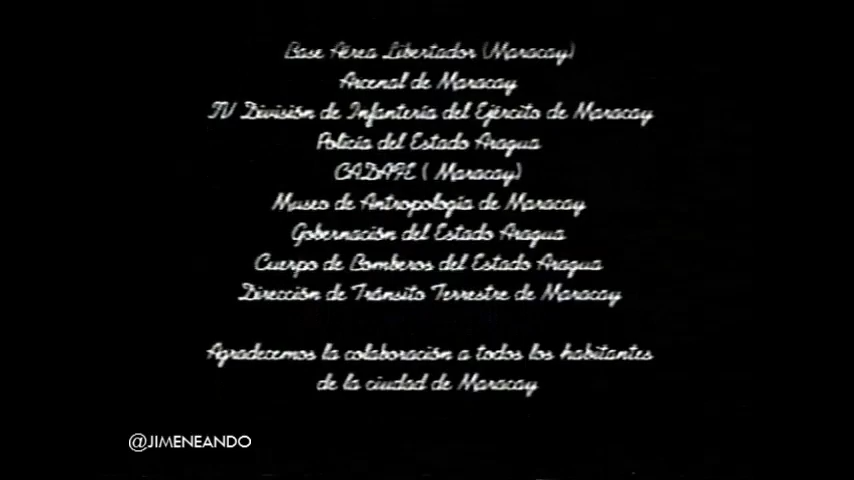 Base Aérea Libertador (Maracay)
Arcenal de Maracay
IV División de Infantería del Ejército de Maracay
Policía del Estado Aragua
CADAFE ( Maracay)
Museo de Antropología de Maracay
Gobernación del Estado Aragua
Cuerpo de Bomberos del Estado Aragua
Dirección de Tránsito Terrestre de Maracay
Agradecemos la colaboración a todos los habitantes
de la ciudad de Maracay
@JIMENEANDO